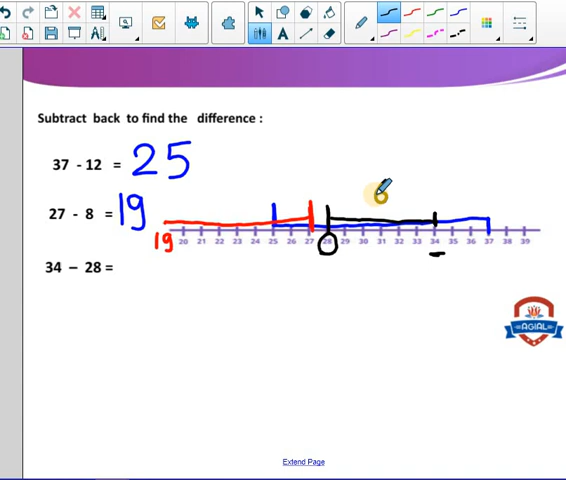 Subtract back to find the difference :
37 - 12 = 25
27 - 8 = 19
6
19 20 21 22 23 24 25 26 27 28 29 30 31 32 33 34 35 36 37 38 39
34 – 28 =
AGIAL
Extend Page